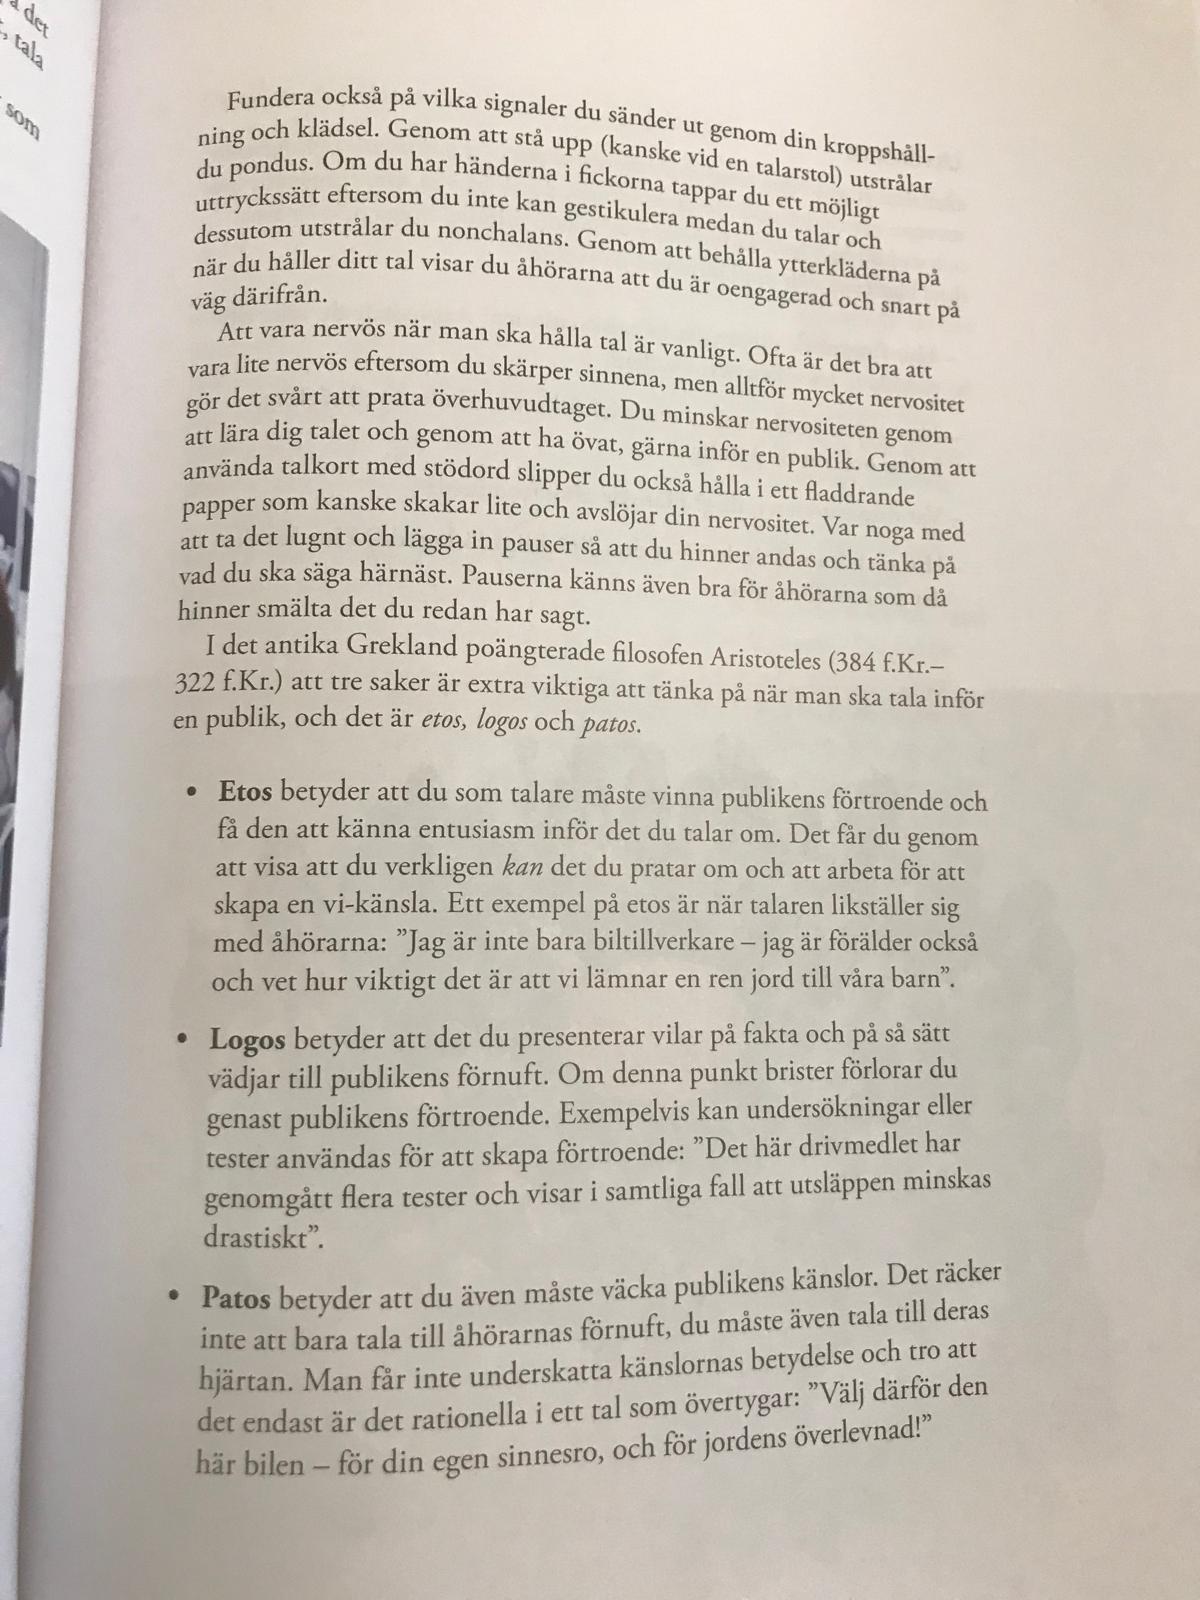 det
, tala
som
Fundera också på vilka signaler du sänder ut genom din kroppshåll-
ning och klädsel. Genom att stå upp (kanske vid en talarstol) utstrålar
du pondus. Om du har händerna i fickorna tappar du ett möjligt
uttryckssätt eftersom du inte kan gestikulera medan du talar och
dessutom utstrålar du nonchalans. Genom att behålla ytterkläderna på
när du håller ditt tal visar du åhörarna att du är oengagerad och snart på
väg därifrån.
Att vara nervös när man ska hålla tal är vanligt. Ofta är det bra att
vara lite nervös eftersom du skärper sinnena, men alltför mycket nervositet
gör det svårt att prata överhuvudtaget. Du minskar nervositeten genom
att lära dig talet och genom att ha övat, gärna inför en publik. Genom att
använda talkort med stödord slipper du också hålla i ett fladdrande
papper som kanske skakar lite och avslöjar din nervositet. Var noga med
att ta det lugnt och lägga in pauser så att du hinner andas och tänka på
vad du ska säga härnäst. Pauserna känns även bra för åhörarna som då
hinner smälta det du redan har sagt.
I det antika Grekland poängterade filosofen Aristoteles (384 f.Kr.–
322 f.Kr.) att tre saker är extra viktiga att tänka på när man ska tala inför
en publik, och det är etos, logos och patos.
• Etos betyder att du som talare måste vinna publikens förtroende och
få den att känna entusiasm inför det du talar om. Det får du genom
att visa att du verkligen kan det du pratar om och att arbeta för att
skapa en vi-känsla. Ett exempel på etos är när talaren likställer sig
med åhörarna: ”Jag är inte bara biltillverkare – jag är förälder också
och vet hur viktigt det är att vi lämnar en ren jord till våra barn”.
• Logos betyder att det du presenterar vilar på fakta och på så sätt
vädjar till publikens förnuft. Om denna punkt brister förlorar du
genast publikens förtroende. Exempelvis kan undersökningar eller
tester användas för att skapa förtroende: ”Det här drivmedlet har
genomgått flera tester och visar i samtliga fall att utsläppen minskas
drastiskt”.
• Patos betyder att du även måste väcka publikens känslor. Det räcker
inte att bara tala till åhörarnas förnuft, du måste även tala till deras
hjärtan. Man får inte underskatta känslornas betydelse och tro att
det endast är det rationella i ett tal som övertygar: ”Välj därför den
här bilen – för din egen sinnesro, och för jordens överlevnad!”